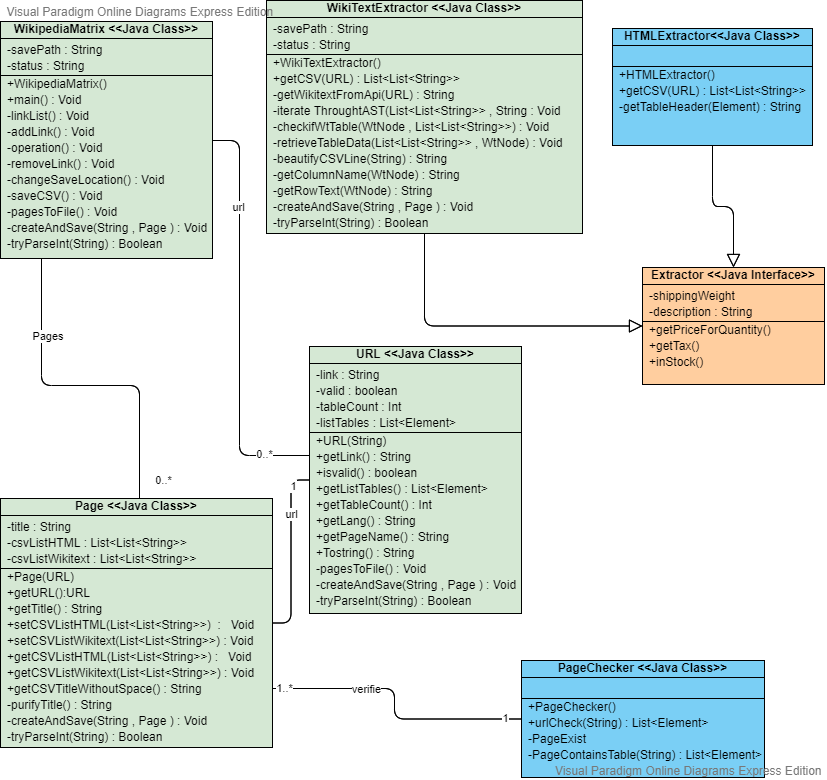 Visual Paradigm Online Diagrams Express Edition
WikipediaMatrix <<Java Class>>
-savePath : String
-status : String
+WikipediaMatrix()
+main() : Void
-linkList() : Void
-addLink() : Void
-operation() : Void
-removeLink() : Void
-changeSaveLocation() : Void
-saveCSV() : Void
-pagesToFile() : Void
-createAndSave(String , Page ) : Void
-tryParseInt(String) : Boolean
WikiTextExtractor <<Java Class>>
-savePath : String
-status : String
+WikiTextExtractor()
+getCSV(URL) : List<List<String>>
-getWikitextFromApi(URL) : String
-iterate ThroughtAST(List<List<String>> , String : Void
-checkifWtTable(WtNode , List<List<String>>) : Void
-retrieveTableData(List<List<String>> , WtNode) : Void
-beautifyCSVLine(String) : String
-getColumnName(WtNode) : String
-getRowText(WtNode) : String
-createAndSave(String , Page ) : Void
-tryParseInt(String) : Boolean
HTMLExtractor<<Java Class>>
+HTMLExtractor()
+getCSV(URL) : List<List<String>>
-getTableHeader(Element) : String
url
Extractor <<Java Interface>>
-shippingWeight
-description : String
+getPriceForQuantity()
+getTax()
+inStock()
Pages
URL <<Java Class>>
-link : String
-valid : boolean
-tableCount : Int
-listTables : List<Element>
+URL(String)
+getLink() : String
+isvalid() : boolean
+getListTables() : List<Element>
+getTableCount() : Int
+getLang() : String
+getPageName() : String
+Tostring() : String
-pagesToFile() : Void
-createAndSave(String , Page ) : Void
-tryParseInt(String) : Boolean
0..*
0..*
1
url
Page <<Java Class>>
-title : String
-csvListHTML : List<List<String>>
-csvListWikitext : List<List<String>>
+Page(URL)
+getURL():URL
+getTitle() : String
+setCSVListHTML(List<List<String>>) : Void
+setCSVListWikitext(List<List<String>>) : Void
+getCSVListHTML(List<List<String>>) : Void
+getCSVListWikitext(List<List<String>>) : Void
+getCSVTitleWithoutSpace() : String
-purifyTitle() : String
-createAndSave(String , Page ) : Void
-tryParseInt(String) : Boolean
1..*
verifie
1
PageChecker <<Java Class>>
+PageChecker()
+urlCheck(String) : List<Element>
-PageExist
-PageContainsTable(String) : List<Element>
Visual Paradigm Online Diagrams Express Edition